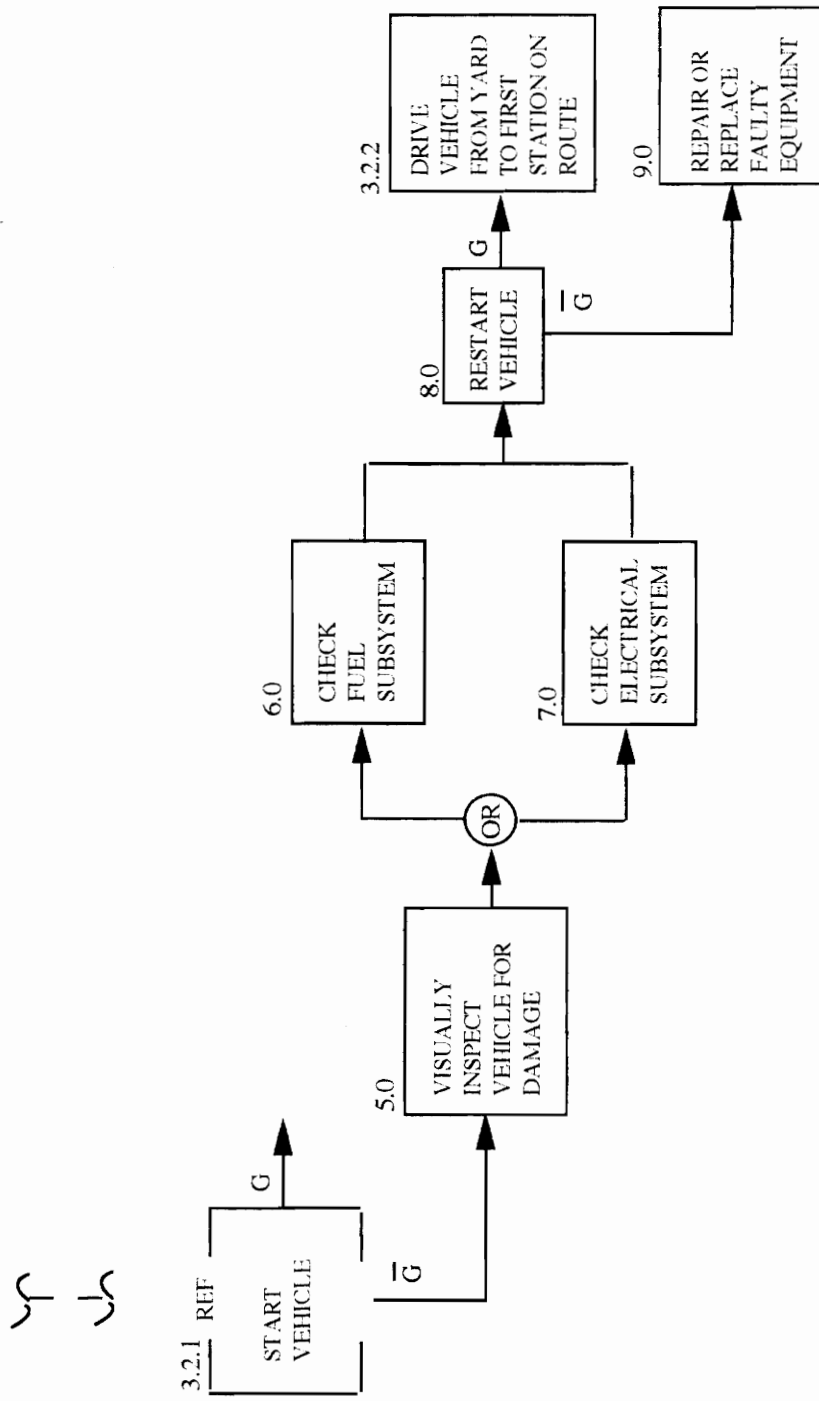 3.2.1 REF
START
VEHICLE
G
G
5.0
VISUALLY
INSPECT
VEHICLE FOR
DAMAGE
OR
6.0
CHECK
FUEL
SUBSYSTEM
7.0
CHECK
ELECTRICAL
SUBSYSTEM
8.0
RESTART
VEHICLE
G
G
3.2.2
DRIVE
VEHICLE
FROM YARD
TO FIRST
STATION ON
ROUTE
9.0
REPAIR OR
REPLACE
FAULTY
EQUIPMENT